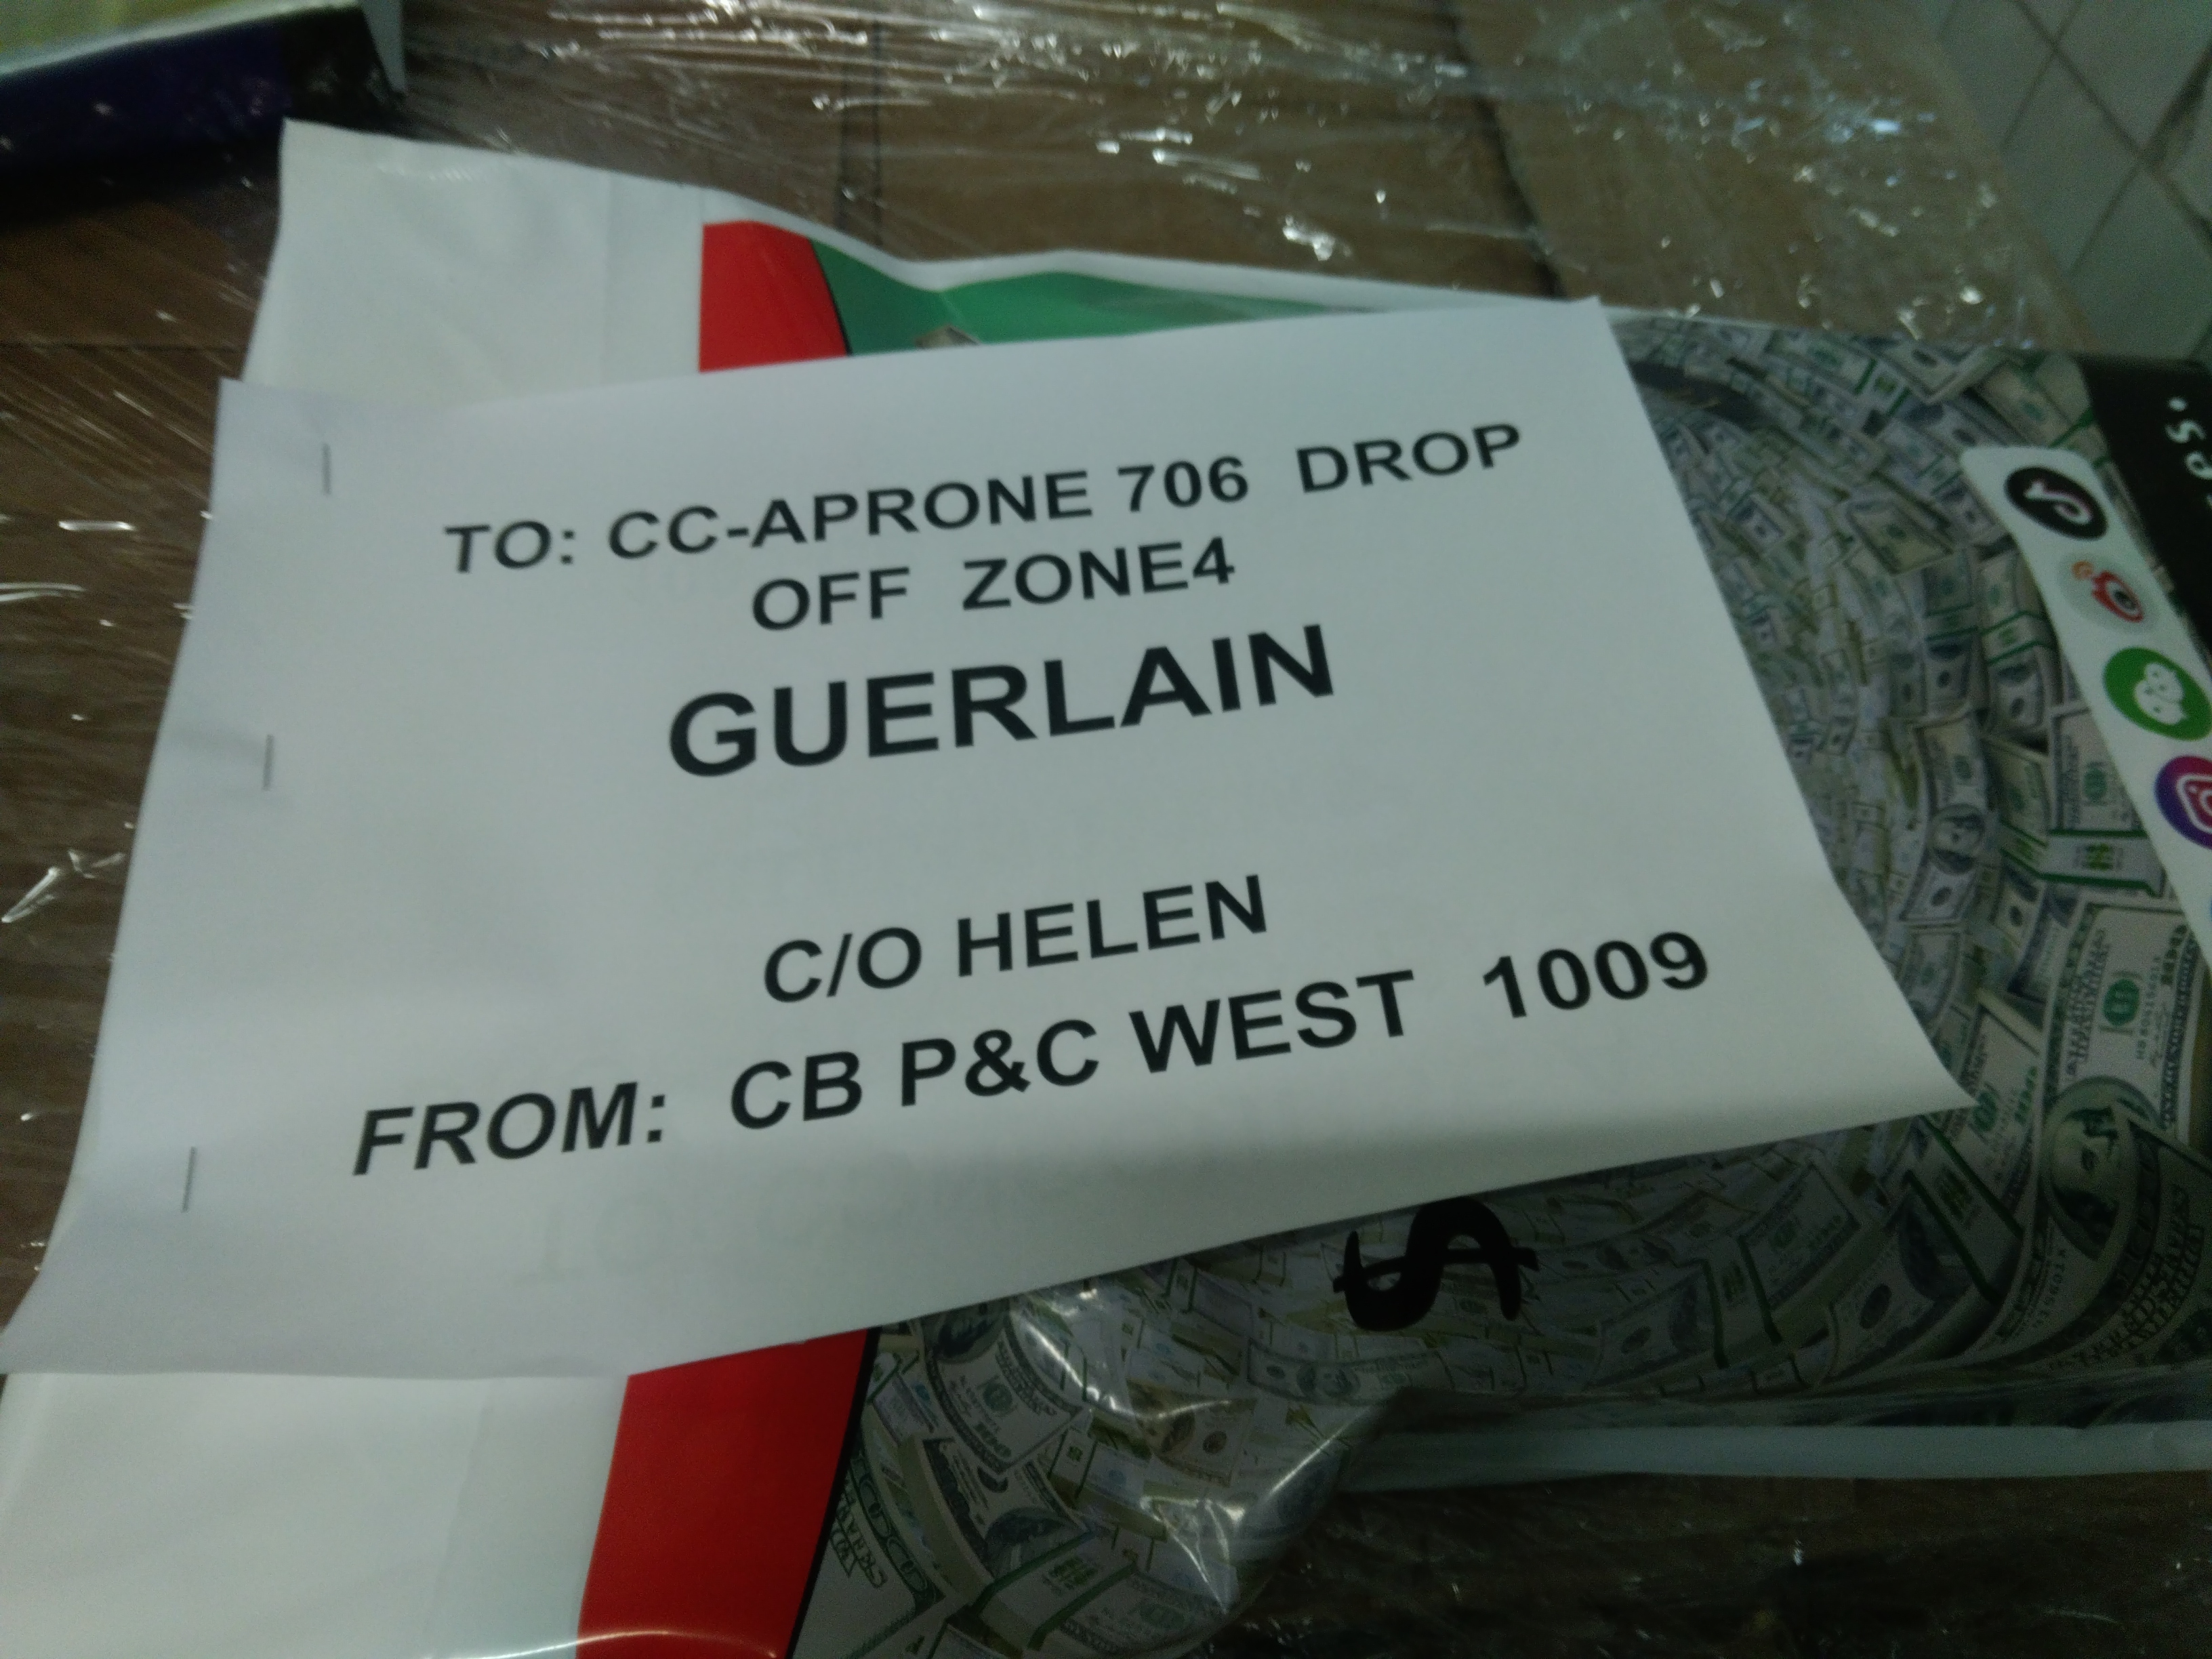 TO: CC-APRONE 706 DROP
OFF ZONE4
GUERLAIN
C/O HELEN
FROM: CB P&C WEST 1009
$